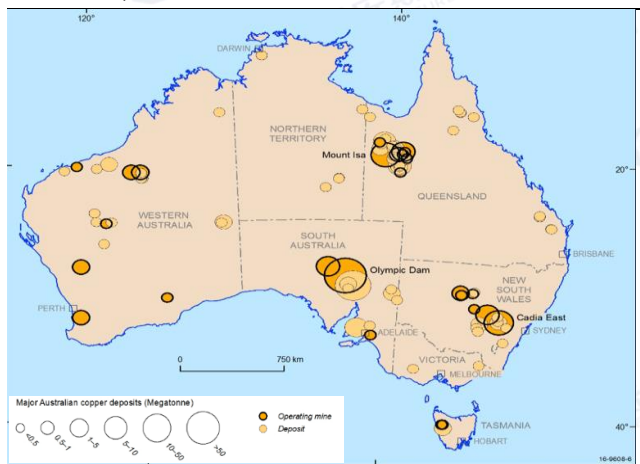 120°
140°
DARWIN
NORTHERN
TERRITORY
Mount Isa
20°
QUEENSLAND
WESTERN
AUSTRALIA
SOUTH
AUSTRALIA
BRISBANE
Olympic Dam
NEW
SOUTH
WALES
PERTH
Cadia East
ADELAIDE
SYDNEY
0
750 km
VICTORIA
MELBOURNE
Major Australian copper deposits (Megatonne)
<0.5
0.5–1
1–5
5–10
10–50
>50
Operating mine
Deposit
TASMANIA
40°
HOBART
16-9608-6